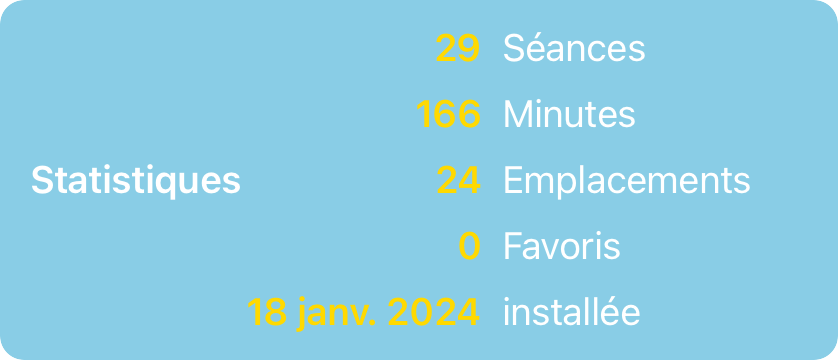 29 Séances
166 Minutes
Statistiques 24 Emplacements
0 Favoris
18 janv. 2024 installée